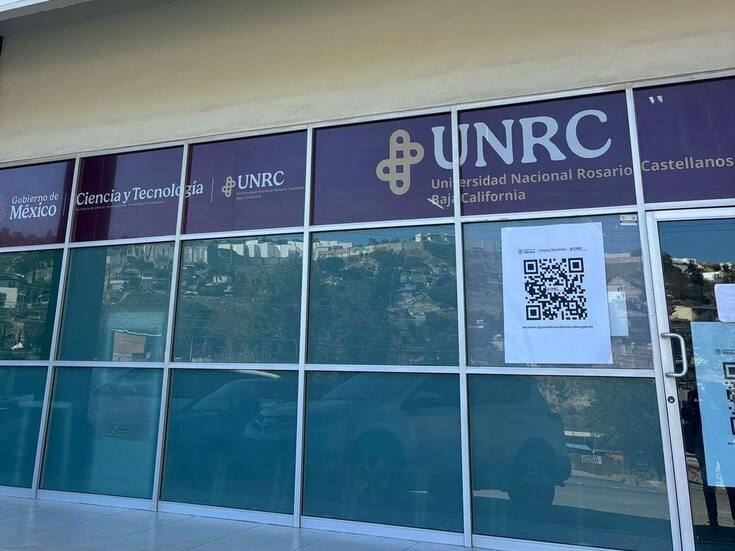 Gobierno de
México
Ciencia y Tecnología
UNRC
Universidad Nacional Rosario Castellanos
Baja California
UNRC
Universidad Nacional Rosario Castellanos
Baja California